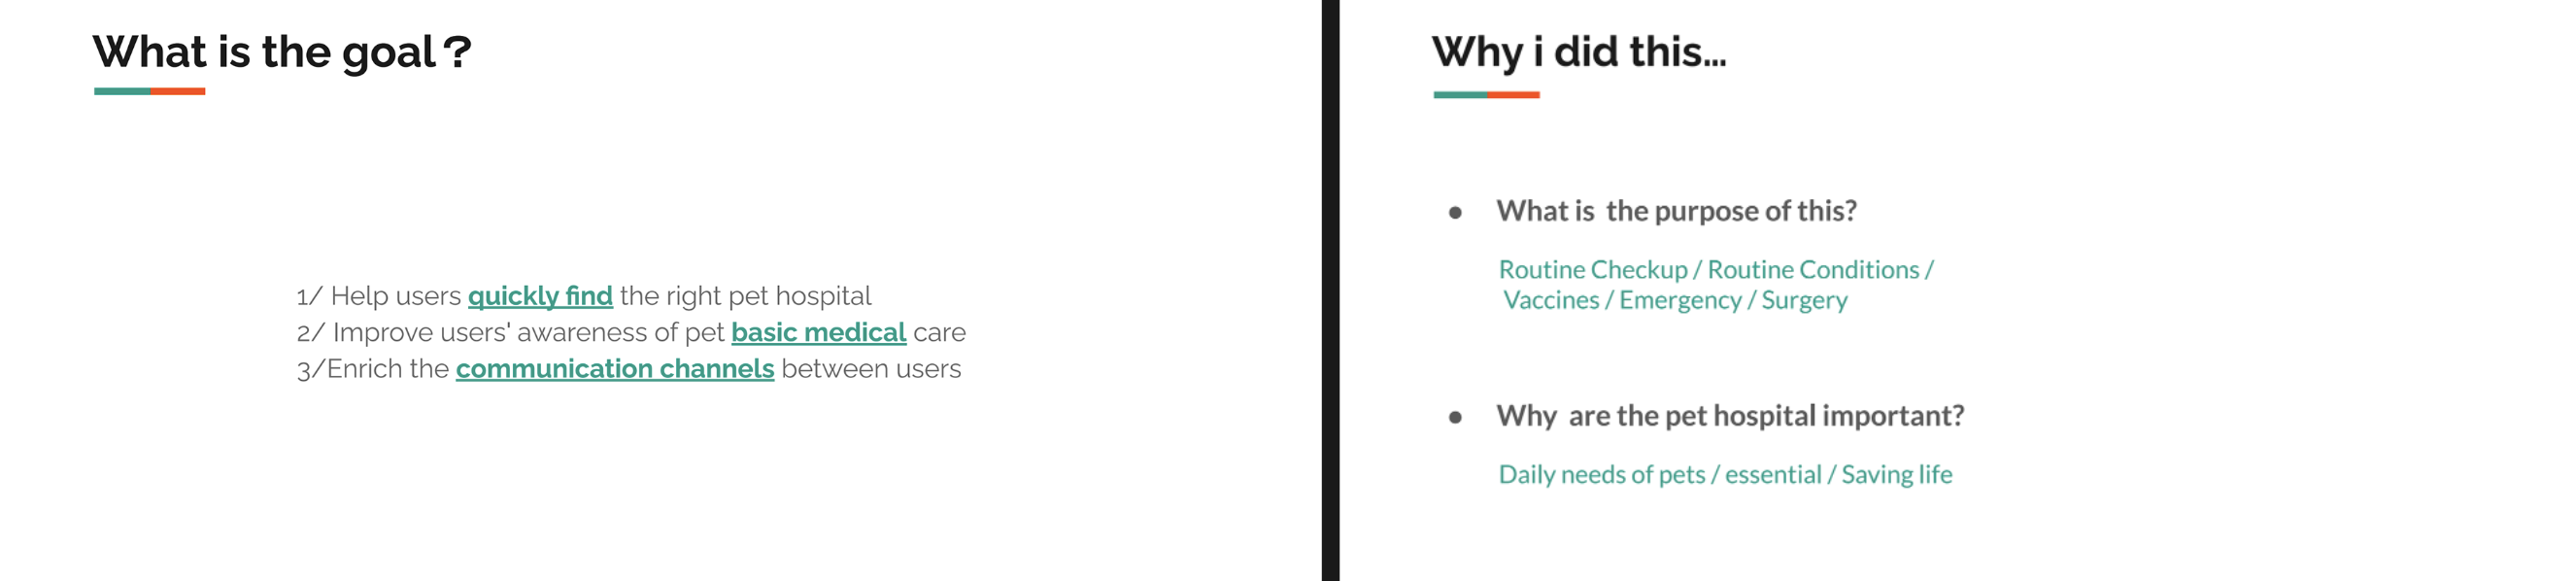 What is the goal？
1/ Help users quickly find the right pet hospital
2/ Improve users' awareness of pet basic medical care
3/Enrich the communication channels between users
Why i did this...
● What is  the purpose of this?
Routine Checkup / Routine Conditions /
Vaccines / Emergency / Surgery
● Why  are the pet hospital important?
Daily needs of pets / essential / Saving life